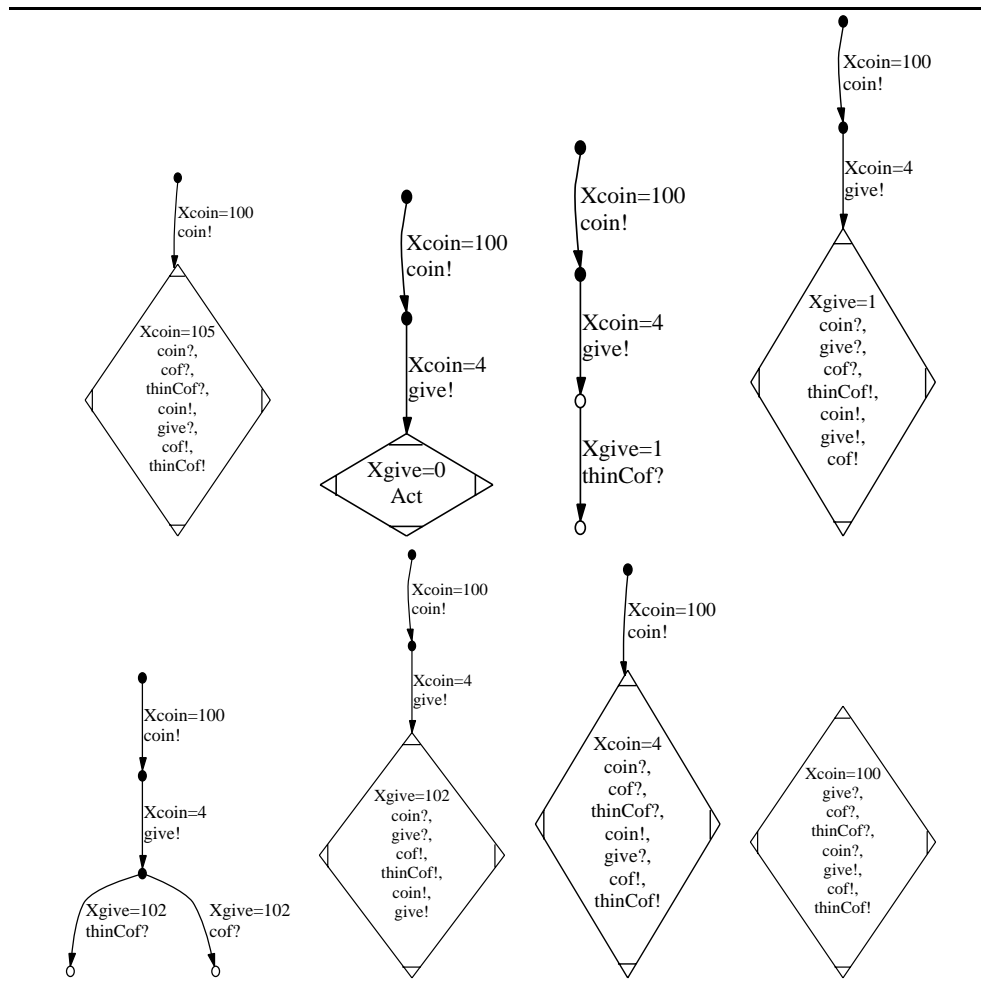 Xcoin=100
coin!
Xcoin=105
coin?,
cof?,
thinCof?,
coin!,
give?,
cof!,
thinCof!
Xcoin=100
coin!
Xcoin=4
give!
Xgive=0
Act
Xcoin=100
coin!
Xcoin=4
give!
Xgive=1
thinCof?
Xcoin=100
coin!
Xcoin=4
give!
Xgive=1
coin?,
give?,
cof?,
thinCof!,
coin!,
give!,
cof!
Xcoin=100
coin!
Xcoin=4
give!
Xgive=102
thinCof?
Xgive=102
cof?
Xcoin=100
coin!
Xcoin=4
give!
Xgive=102
coin?,
give?,
cof!,
thinCof!,
coin!,
give!
Xcoin=100
coin!
Xcoin=4
coin?,
cof?,
thinCof?,
coin!,
give?,
cof!,
thinCof!
Xcoin=100
give?,
cof?,
thinCof?,
coin?,
give!,
cof!,
thinCof!